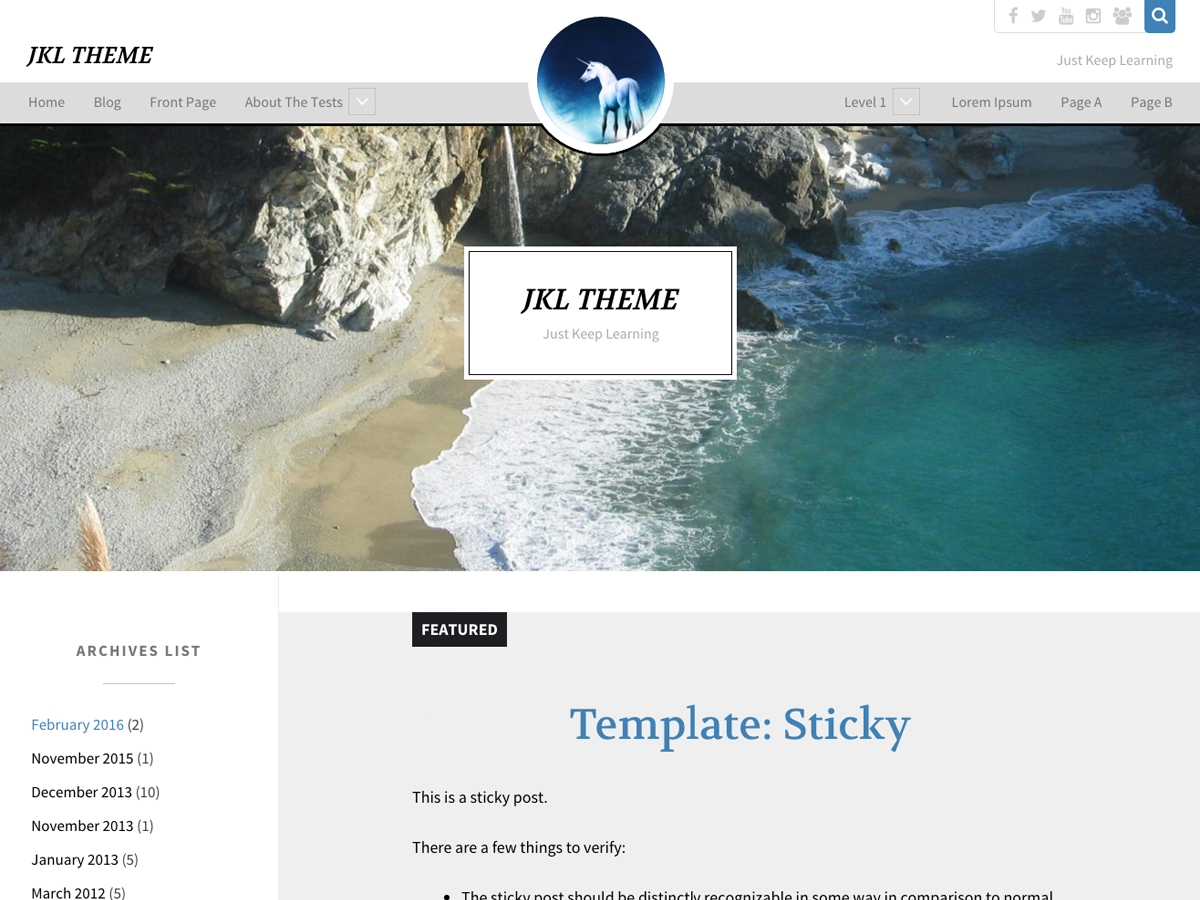 JKL THEME
Just Keep Learning
Home Blog Front Page About The Tests
Level 1 Lorem Ipsum Page A Page B
JKL THEME
Just Keep Learning
ARCHIVES LIST
February 2016 (2)
November 2015 (1)
December 2013 (10)
November 2013 (1)
January 2013 (5)
March 2012 (5)
FEATURED
Template: Sticky
This is a sticky post.
There are a few things to verify:
• The sticky post should be distinctly recognizable in some way in comparison to normal